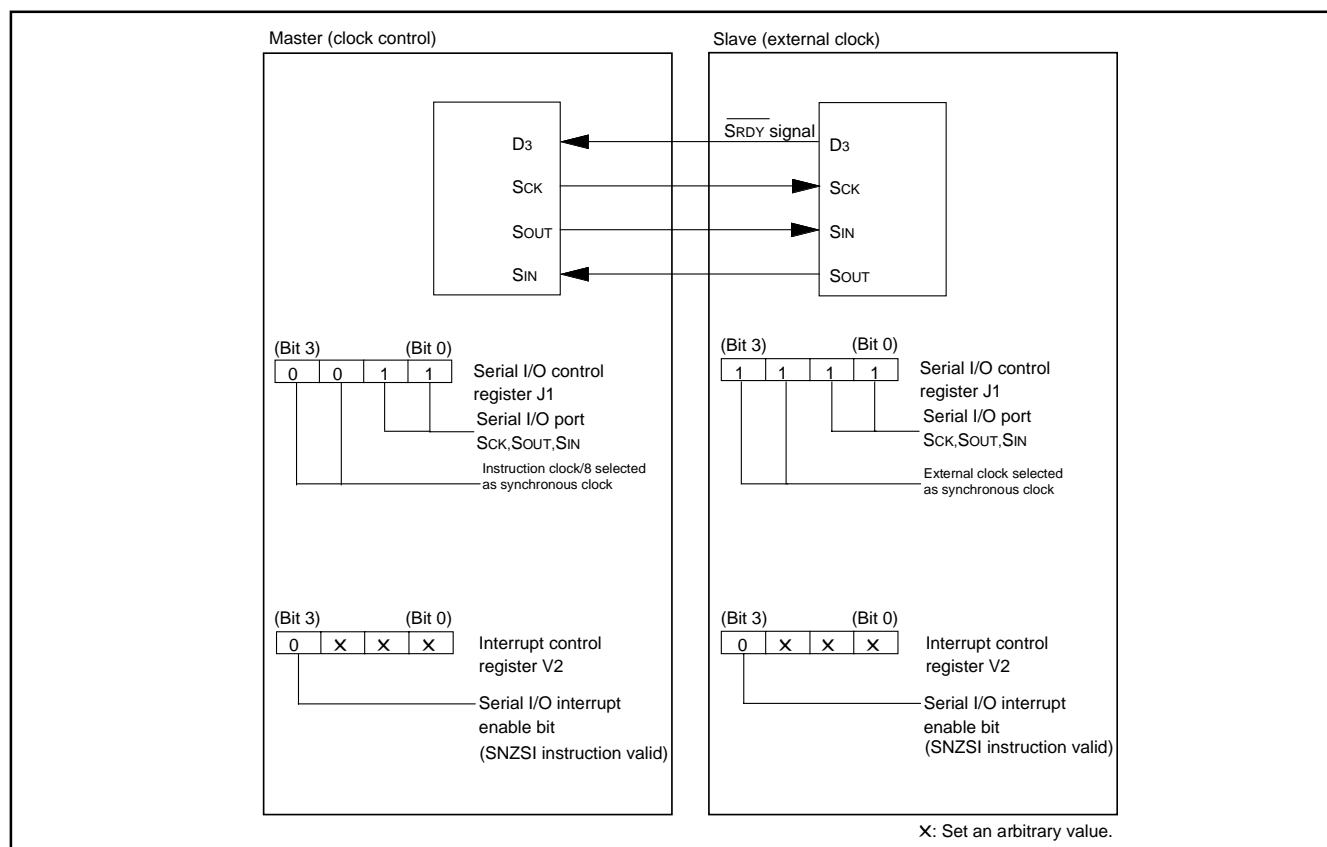 Master (clock control)
D3
SCK
SOUT
SIN
(Bit 3) (Bit 0)
0 0 1 1
Serial I/O control
register J1
Serial I/O port
SCK,SOUT,SIN
Instruction clock/8 selected
as synchronous clock
(Bit 3) (Bit 0)
0 × × ×
Interrupt control
register V2
Serial I/O interrupt
enable bit
(SNZSI instruction valid)
Slave (external clock)
SRDY signal
D3
SCK
SIN
SOUT
(Bit 3) (Bit 0)
1 1 1 1
Serial I/O control
register J1
Serial I/O port
SCK,SOUT,SIN
External clock selected
as synchronous clock
(Bit 3) (Bit 0)
0 × × ×
Interrupt control
register V2
Serial I/O interrupt
enable bit
(SNZSI instruction valid)
×: Set an arbitrary value.